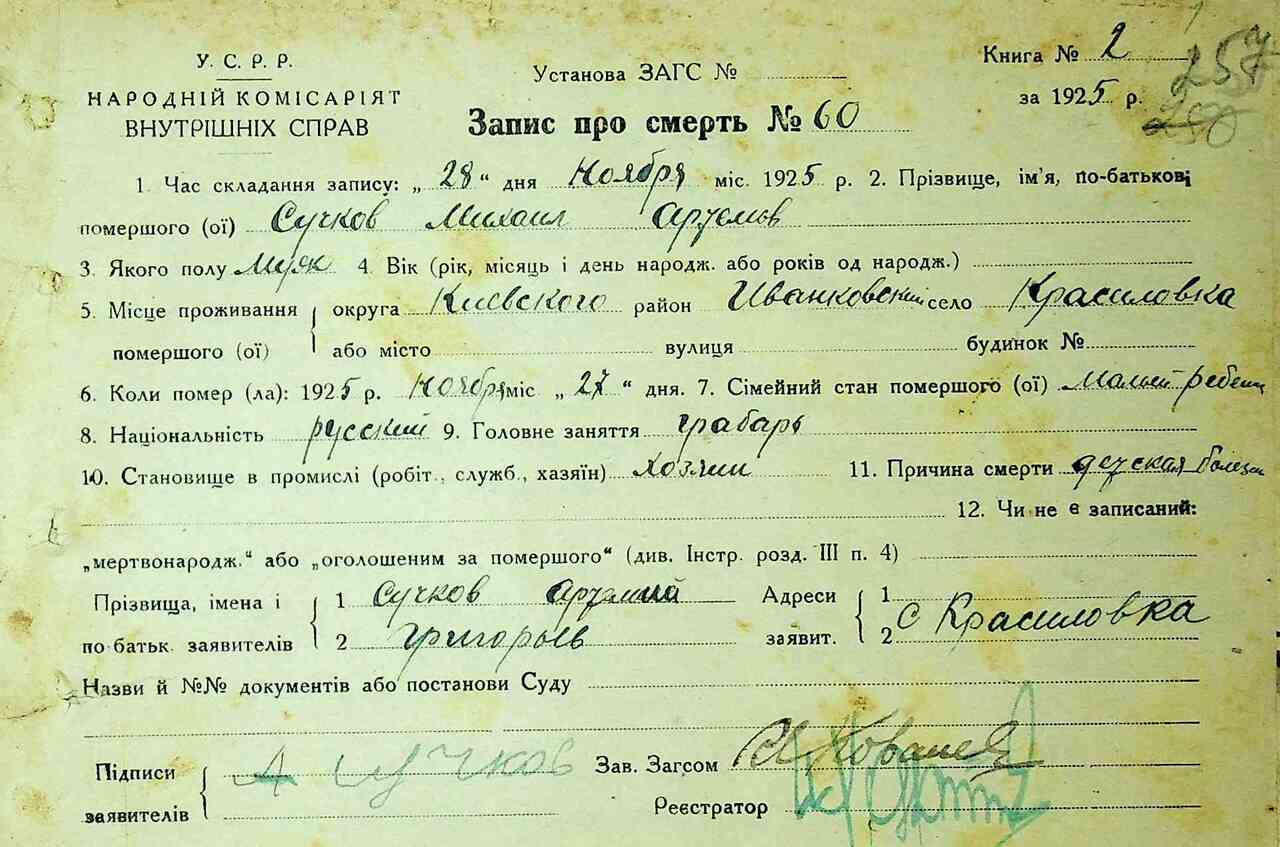 У. С. Р. Р.
НАРОДНІЙ КОМІСАРІЯТ
ВНУТРІШНІХ СПРАВ
Установа ЗАГС №
Книга № 2
257
за 1925 р.
250
Запис про смерть № 60
1. Час складання запису: „28“ дня Ноября міс. 1925 р. 2. Прізвище, ім'я, по-батькові
помершого (ої) Сучков Михаил Артемов
3. Якого полу Муж 4. Вік (рік, місяць і день народж. або років од народж.)
5. Місце проживання округа Киевского район Иванковский село Красиловка
помершого (ої) або місто вулиця будинок №
6. Коли помер (ла): 1925 р. Ноября міс „27“ дня. 7. Сімейний стан помершого (ої) Малый ребенк
8. Національність русский 9. Головне заняття грабарь
10. Становище в промислі (робіт., служб., хазяїн) хозяин 11. Причина смерти детская болезн
12. Чи не є записаний:
„мертвонародж.“ або „оголошеним за помершого“ (див. Інстр. розд. III п. 4)
Прізвища, імена і 1 Сучков Артемий Адреси 1
по батьк. заявителів 2 Григорьев заявит. 2 с Красиловка
Назви й №№ документів або постанови Суду
Підписи А Сучков Зав. Загсом
заявителів Реєстратор